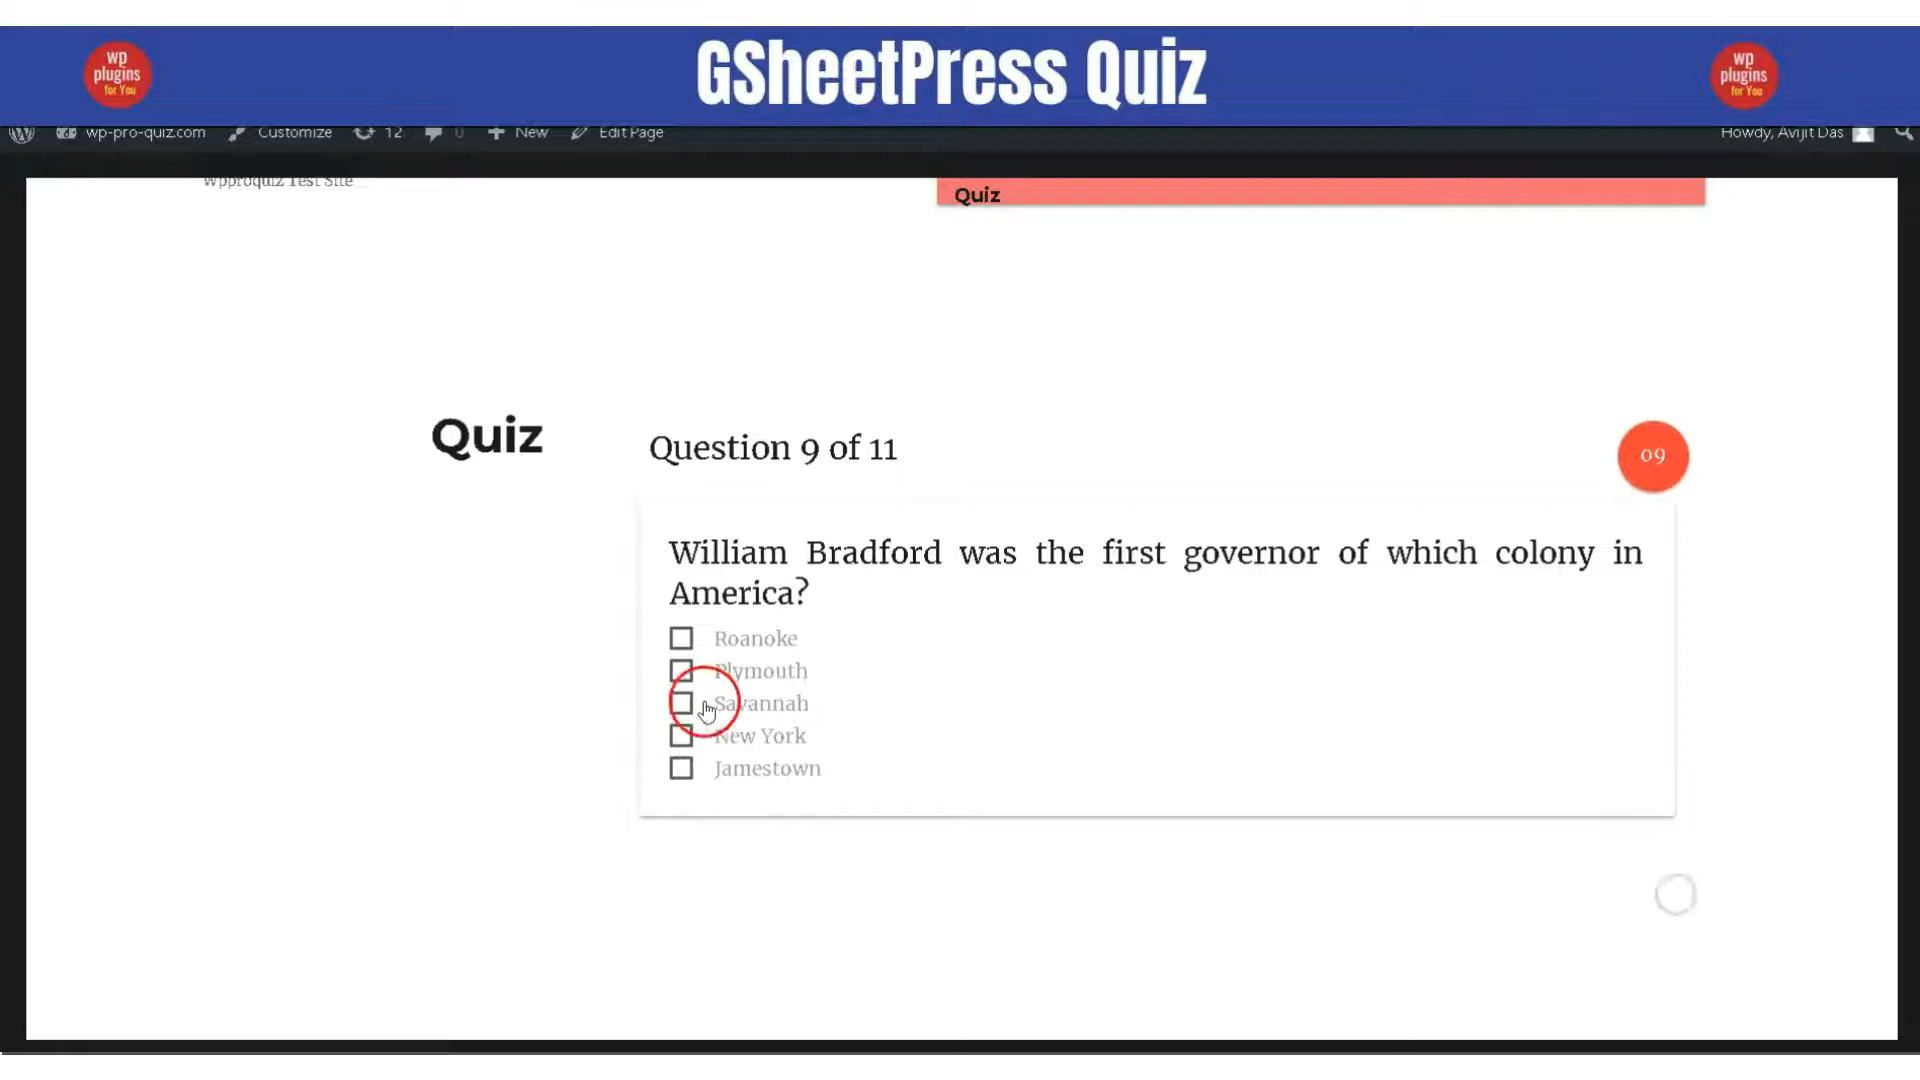 wp
plugins
for You
GSheetPress Quiz
wp
plugins
for You
wp-pro-quiz.com
Customize
12
0
New
Edit Page
Howdy, Avijit Das
Wpproquiz Test Site
Quiz
Quiz
Question 9 of 11
09
William Bradford was the first governor of which colony in
America?
Roanoke
Plymouth
Savannah
New York
Jamestown